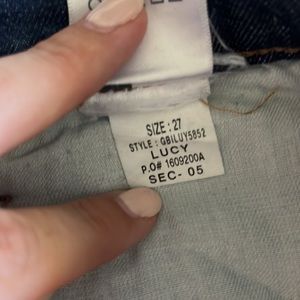 SIZE: 27
STYLE: GBILUY5852
LUCY
P.O# 1609200A
SEC- 05